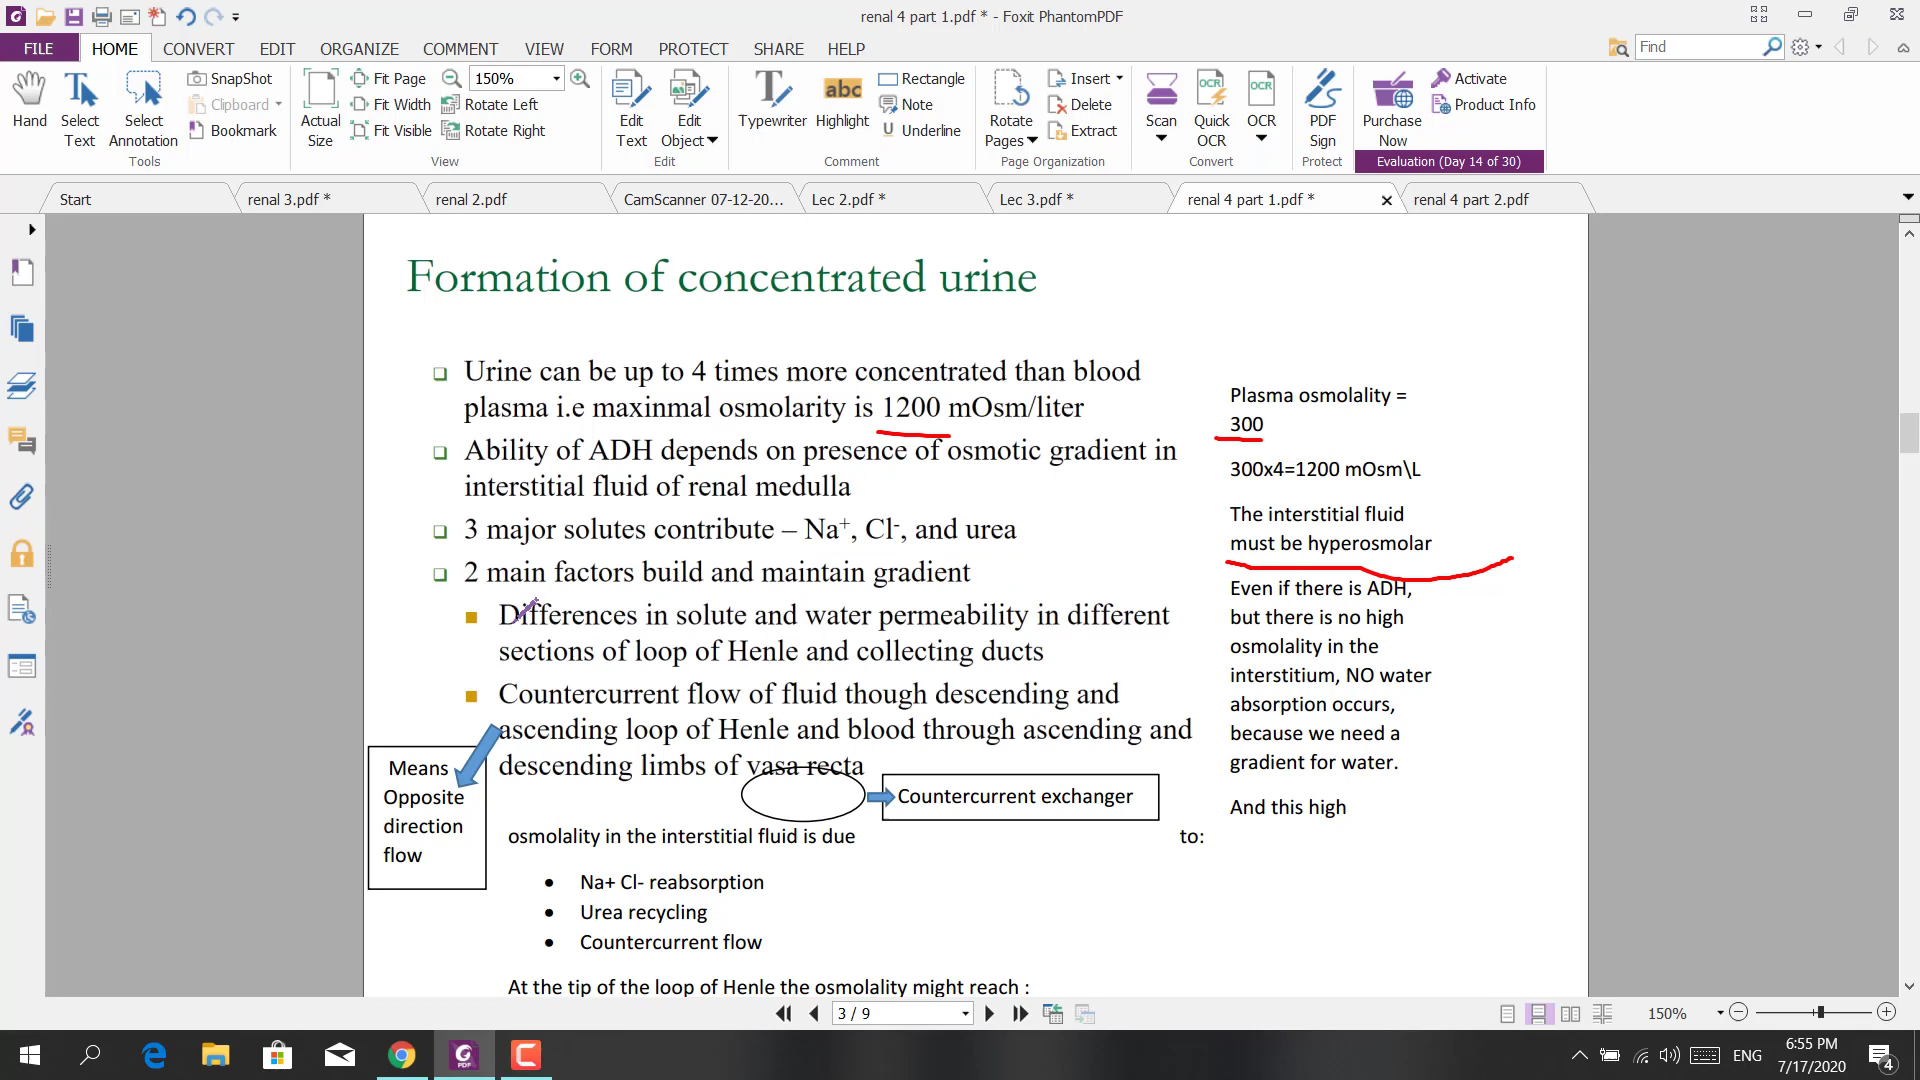 renal 4 part 1.pdf * - Foxit PhantomPDF
FILE HOME CONVERT EDIT ORGANIZE COMMENT VIEW FORM PROTECT SHARE HELP
Find
Hand
Select Text
Select Annotation
SnapShot
Clipboard
Bookmark
Tools
Actual Size
Fit Page
Fit Width
Fit Visible
150%
Rotate Left
Rotate Right
View
Edit Text
Edit Object
Edit
Typewriter
abc
Highlight
Rectangle
Note
Underline
Comment
Rotate Pages
Insert
Delete
Extract
Page Organization
Scan
OCR
Quick OCR
OCR
OCR
Convert
PDF Sign
Protect
Purchase Now
Activate
Product Info
Evaluation (Day 14 of 30)
Start
renal 3.pdf *
renal 2.pdf
CamScanner 07-12-20...
Lec 2.pdf *
Lec 3.pdf *
renal 4 part 1.pdf *
renal 4 part 2.pdf
Formation of concentrated urine
Urine can be up to 4 times more concentrated than blood
plasma i.e maxinmal osmolarity is 1200 mOsm/liter
Ability of ADH depends on presence of osmotic gradient in
interstitial fluid of renal medulla
3 major solutes contribute – Na+, Cl-, and urea
2 main factors build and maintain gradient
Differences in solute and water permeability in different
sections of loop of Henle and collecting ducts
Countercurrent flow of fluid though descending and
ascending loop of Henle and blood through ascending and
descending limbs of vasa recta
Plasma osmolality =
300
300x4=1200 mOsm\L
The interstitial fluid
must be hyperosmolar
Even if there is ADH,
but there is no high
osmolality in the
interstitium, NO water
absorption occurs,
because we need a
gradient for water.
And this high
Means
Opposite
direction
flow
Countercurrent exchanger
osmolality in the interstitial fluid is due to:
Na+ Cl- reabsorption
Urea recycling
Countercurrent flow
At the tip of the loop of Henle the osmolality might reach :
3 / 9
150%
PDF
ENG
6:55 PM
7/17/2020
4